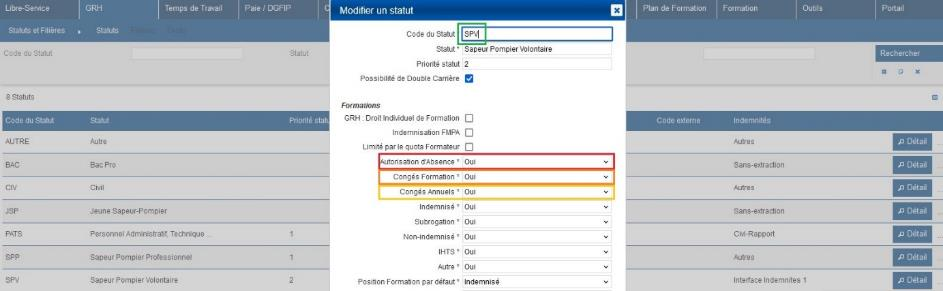 Libre-Service GRH Temps de Travail Paie / DGFIP Plan de Formation Formation Outils Portail
Modifier un statut
Statuts et Filières Statuts
Code du Statut Statut Rechercher
Code du Statut SPV
Statut * Sapeur Pompier Volontaire
Priorité statut 2
Possibilité de Double Carrière
Formations
GRH : Droit Individuel de Formation
Indemnisation FMPA
Limité par le quota Formateur
Autorisation d'Absence * Oui
Congés Formation * Oui
Congés Annuels * Oui
Indemnisé * Oui
Subrogation * Oui
Non-indemnisé * Oui
IHTS * Oui
Autre * Oui
Position Formation par défaut * Indemnisé
8 Statuts
Code du Statut Statut Priorité statu Code externe Indemnités
AUTRE Autre Autres Détail
BAC Bac Pro Sans-extraction Détail
CIV Civil Autres Détail
JSP Jeune Sapeur-Pompier Sans-extraction Détail
PATS Personnel Administratif, Technique ... 1 Civi-Rapport Détail
SPP Sapeur Pompier Professionnel 1 Autres Détail
SPV Sapeur Pompier Volontaire 2 Interface Indemnites 1 Détail